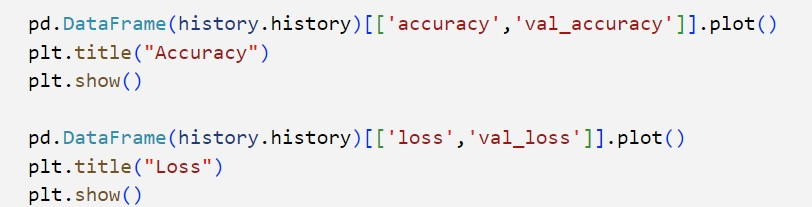 pd.DataFrame(history.history)[['accuracy','val_accuracy']].plot()
plt.title("Accuracy")
plt.show()
pd.DataFrame(history.history)[['loss','val_loss']].plot()
plt.title("Loss")
plt.show()